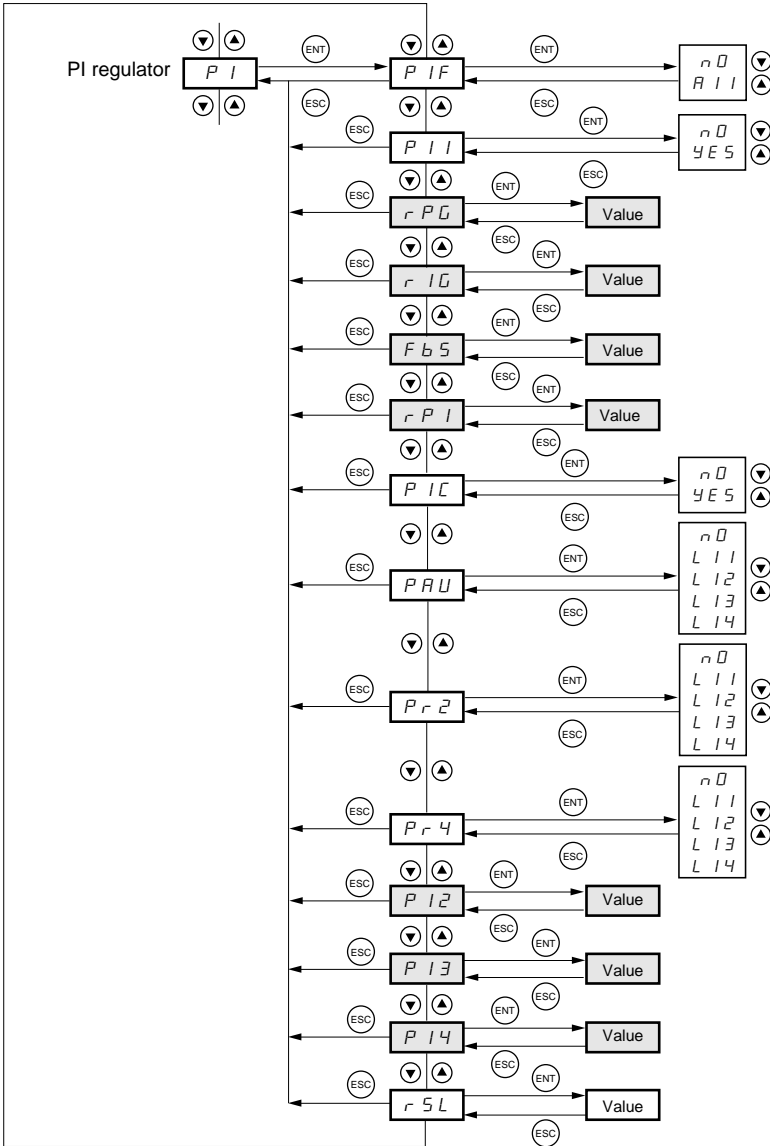 ENT
ENT
PI regulator
PI
PIF
nO
AI1
ESC
ESC
ESC
ENT
PII
nO
YES
ESC
ESC
ENT
rPG
Value
ESC
ESC
ENT
rIG
Value
ESC
ESC
ENT
FbS
Value
ESC
ESC
ENT
rPI
Value
ESC
ESC
ENT
PIC
nO
YES
ESC
ESC
ENT
PAU
nO
LI1
LI2
LI3
LI4
ESC
ESC
ENT
Pr2
nO
LI1
LI2
LI3
LI4
ESC
ESC
ENT
Pr4
nO
LI1
LI2
LI3
LI4
ESC
ESC
ENT
PI2
Value
ESC
ESC
ENT
PI3
Value
ESC
ESC
ENT
PI4
Value
ESC
ESC
ENT
rSL
Value
ESC